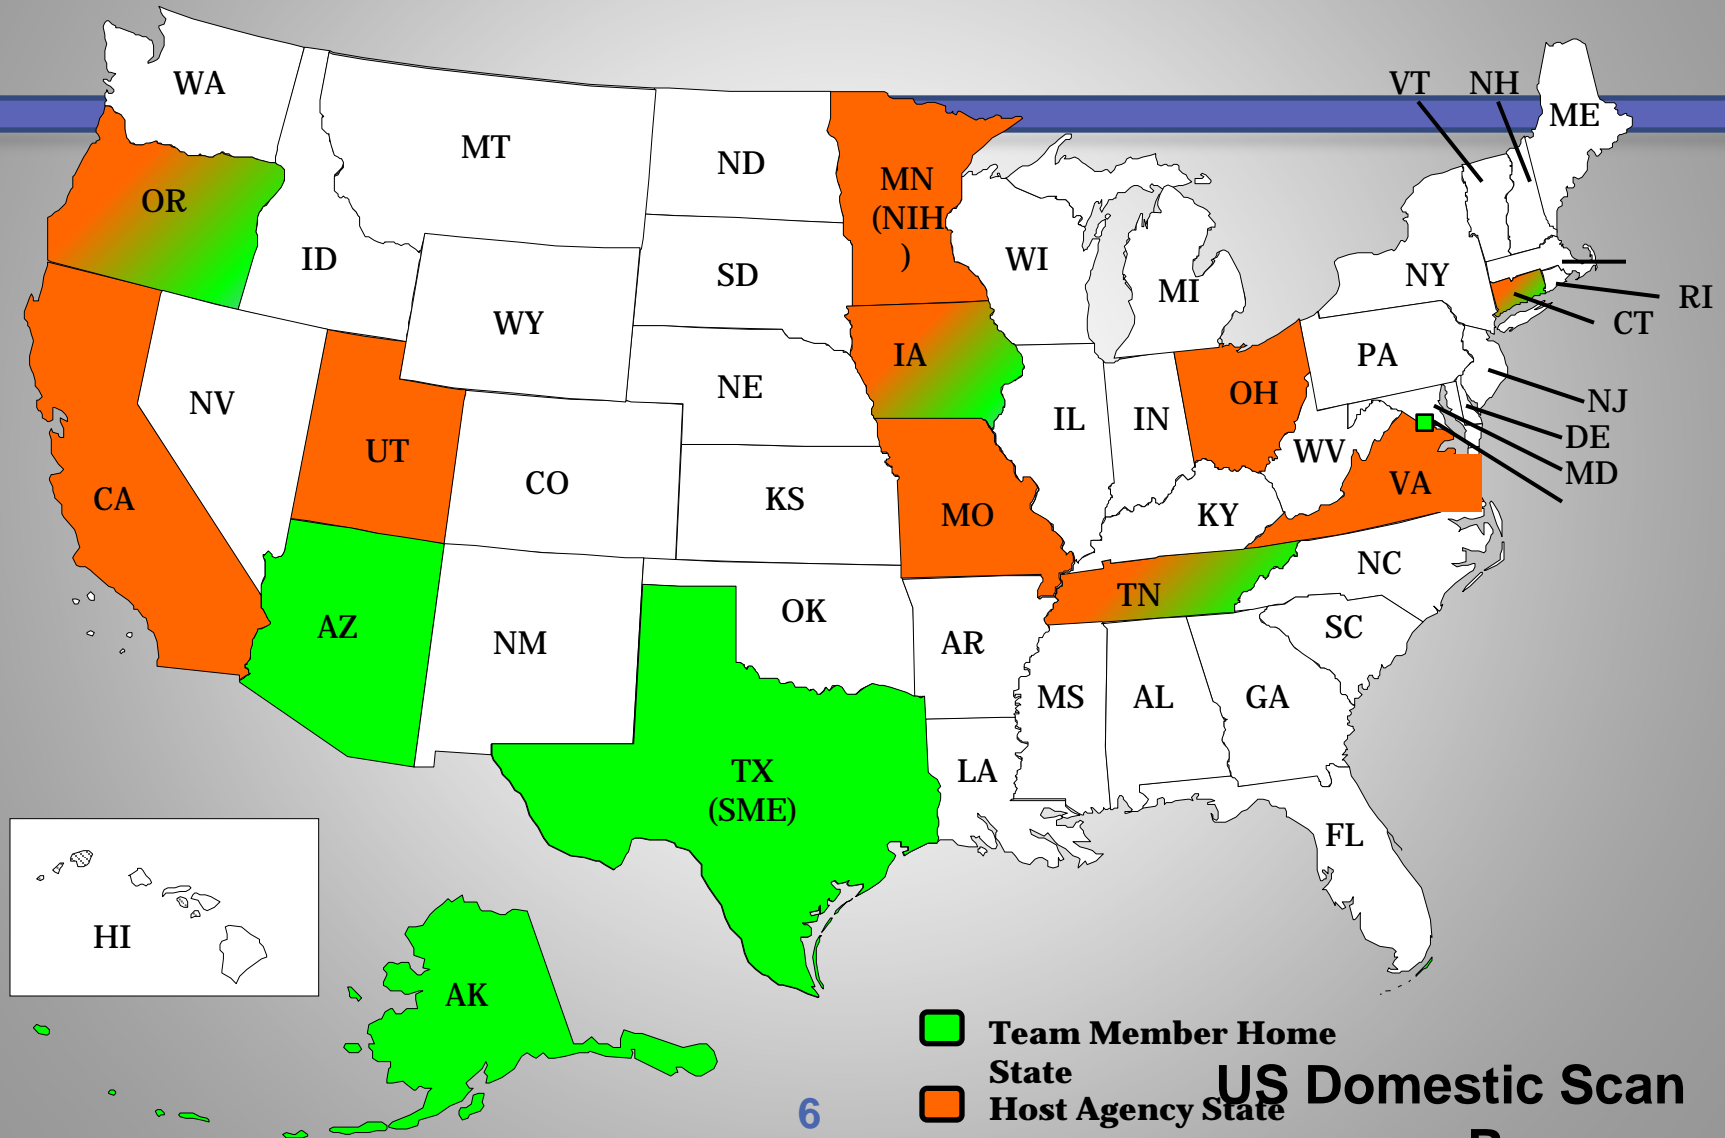 VT NH
WA
ME
MT
ND
OR
MN
(NIH
)
ID
SD
WI
MI
NY
RI
WY
CT
IA
PA
NV
NE
OH
NJ
IL
IN
DE
UT
WV
MD
CO
VA
CA
KS
MO
KY
NC
TN
OK
AZ
NM
AR
SC
MS
AL
GA
TX
(SME)
LA
FL
HI
AK
Team Member Home
State
Host Agency State
US Domestic Scan
6